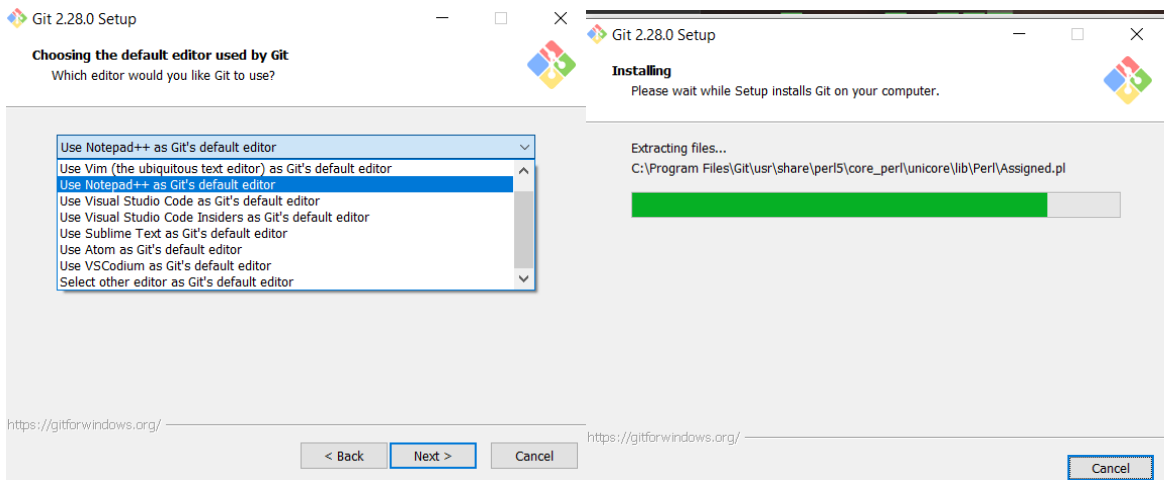 Git 2.28.0 Setup
Choosing the default editor used by Git
Which editor would you like Git to use?
Use Notepad++ as Git's default editor
Use Vim (the ubiquitous text editor) as Git's default editor
Use Notepad++ as Git's default editor
Use Visual Studio Code as Git's default editor
Use Visual Studio Code Insiders as Git's default editor
Use Sublime Text as Git's default editor
Use Atom as Git's default editor
Use VSCodium as Git's default editor
Select other editor as Git's default editor
https://gitforwindows.org/
< Back
Next >
Cancel
Git 2.28.0 Setup
Installing
Please wait while Setup installs Git on your computer.
Extracting files...
C:\Program Files\Git\usr\share\perl5\core_perl\unicore\lib\Perl\Assigned.pl
https://gitforwindows.org/
Cancel